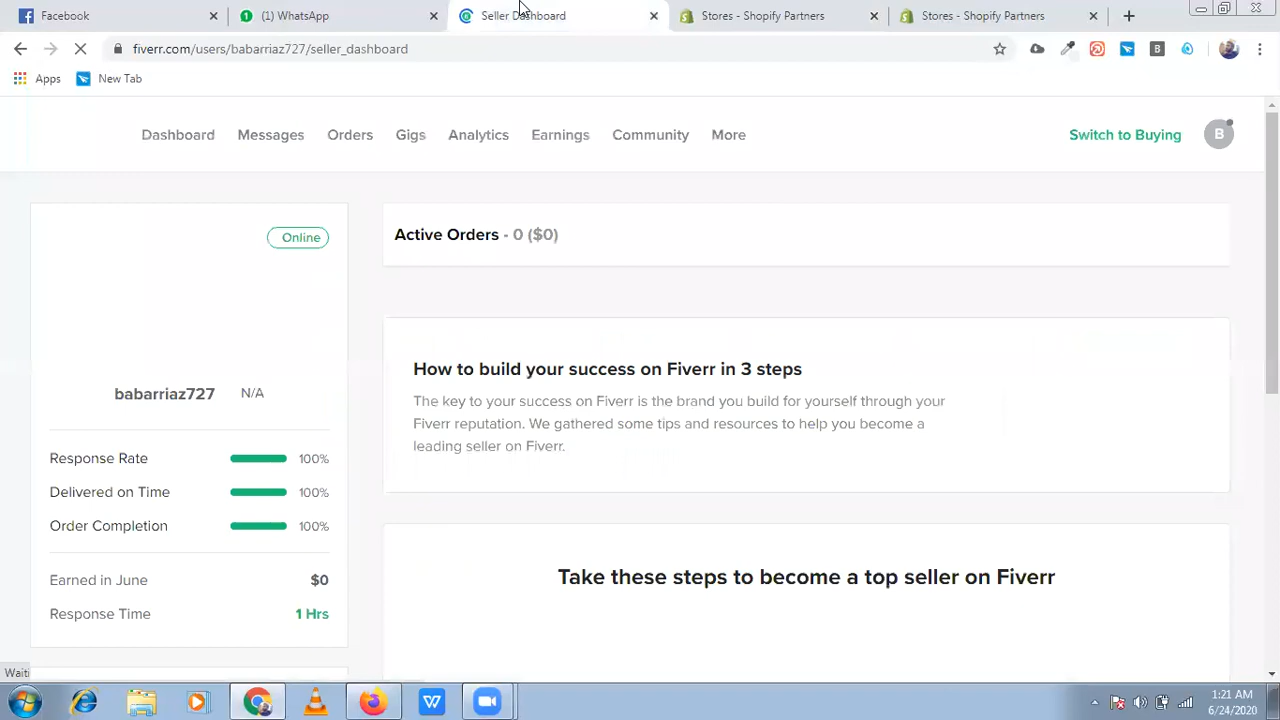 Facebook
(1) WhatsApp
Seller Dashboard
Stores - Shopify Partners
Stores - Shopify Partners
fiverr.com/users/babarriaz727/seller_dashboard
Apps
New Tab
Dashboard
Messages
Orders
Gigs
Analytics
Earnings
Community
More
Switch to Buying
B
Online
babarriaz727 N/A
Response Rate 100%
Delivered on Time 100%
Order Completion 100%
Earned in June $0
Response Time 1 Hrs
Active Orders - 0 ($0)
How to build your success on Fiverr in 3 steps
The key to your success on Fiverr is the brand you build for yourself through your
Fiverr reputation. We gathered some tips and resources to help you become a
leading seller on Fiverr.
Take these steps to become a top seller on Fiverr
Waiti
1:21 AM
6/24/2020